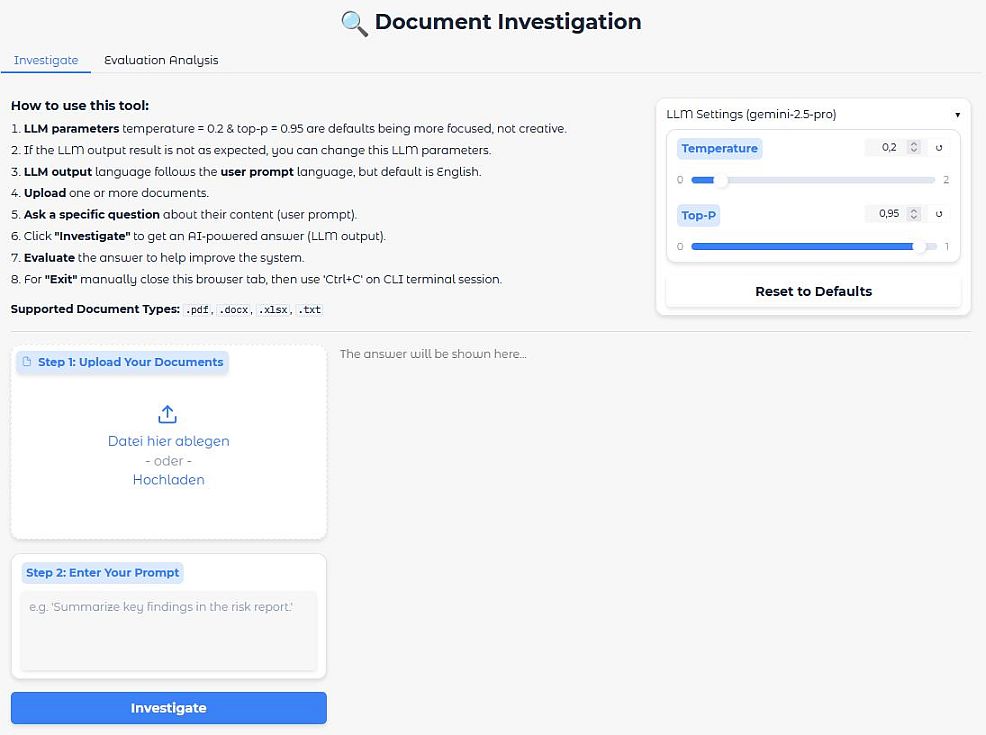 Document Investigation
Investigate
Evaluation Analysis
How to use this tool:
1. LLM parameters temperature = 0.2 & top-p = 0.95 are defaults being more focused, not creative.
2. If the LLM output result is not as expected, you can change this LLM parameters.
3. LLM output language follows the user prompt language, but default is English.
4. Upload one or more documents.
5. Ask a specific question about their content (user prompt).
6. Click "Investigate" to get an AI-powered answer (LLM output).
7. Evaluate the answer to help improve the system.
8. For "Exit" manually close this browser tab, then use 'Ctrl+C' on CLI terminal session.
Supported Document Types: .pdf, .docx, .xlsx, .txt
LLM Settings (gemini-2.5-pro)
Temperature
0,2
0
2
Top-P
0,95
0
1
Reset to Defaults
Step 1: Upload Your Documents
Datei hier ablegen
- oder -
Hochladen
The answer will be shown here...
Step 2: Enter Your Prompt
e.g. 'Summarize key findings in the risk report.'
Investigate